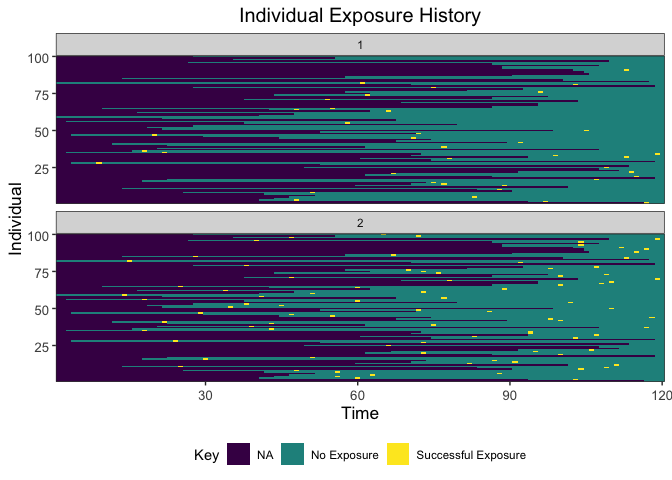 Individual Exposure History
1
100
75
50
25
2
100
75
50
25
Individual
30 60 90 120
Time
Key NA No Exposure Successful Exposure